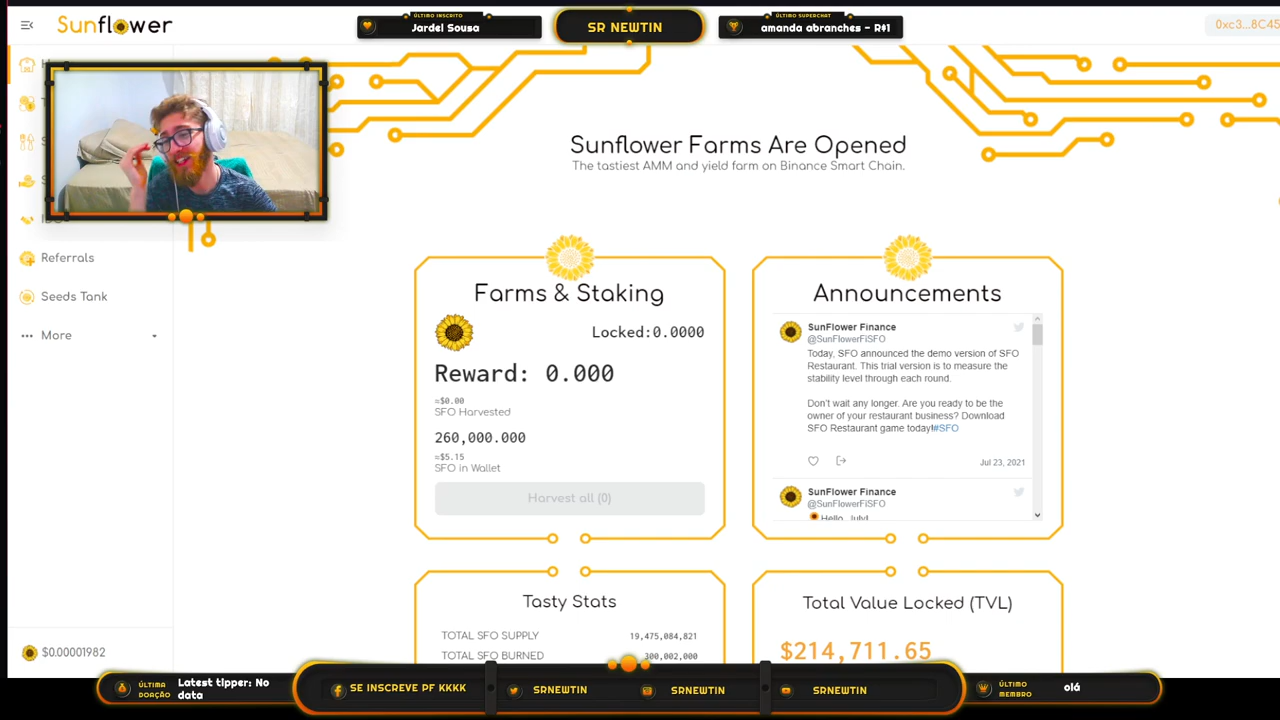 Sunflower
ÚLTIMO INSCRITO
Jardel Sousa
SR NEWTIN
ÚLTIMO SUPERCHAT
amanda abranches - R$1
0xc3...8C45
Sunflower Farms Are Opened
The tastiest AMM and yield farm on Binance Smart Chain.
Referrals
Seeds Tank
More
Farms & Staking
Locked:0.0000
Reward: 0.000
≈$0.00
SFO Harvested
260,000.000
≈$5.15
SFO in Wallet
Harvest all (0)
Announcements
SunFlower Finance
@SunFlowerFiSFO
Today, SFO announced the demo version of SFO
Restaurant. This trial version is to measure the
stability level through each round.
Don't wait any longer. Are you ready to be the
owner of your restaurant business? Download
SFO Restaurant game today!#SFO
Jul 23, 2021
SunFlower Finance
@SunFlowerFiSFO
Hello, July!
Tasty Stats
TOTAL SFO SUPPLY 19,475,084,821
TOTAL SFO BURNED 300,002,000
Total Value Locked (TVL)
$214,711.65
$0.00001982
ÚLTIMA
DOAÇÃO
Latest tipper: No
data
SE INSCREVE PF KKKK
SRNEWTIN
SRNEWTIN
SRNEWTIN
ÚLTIMO
MEMBRO
olá